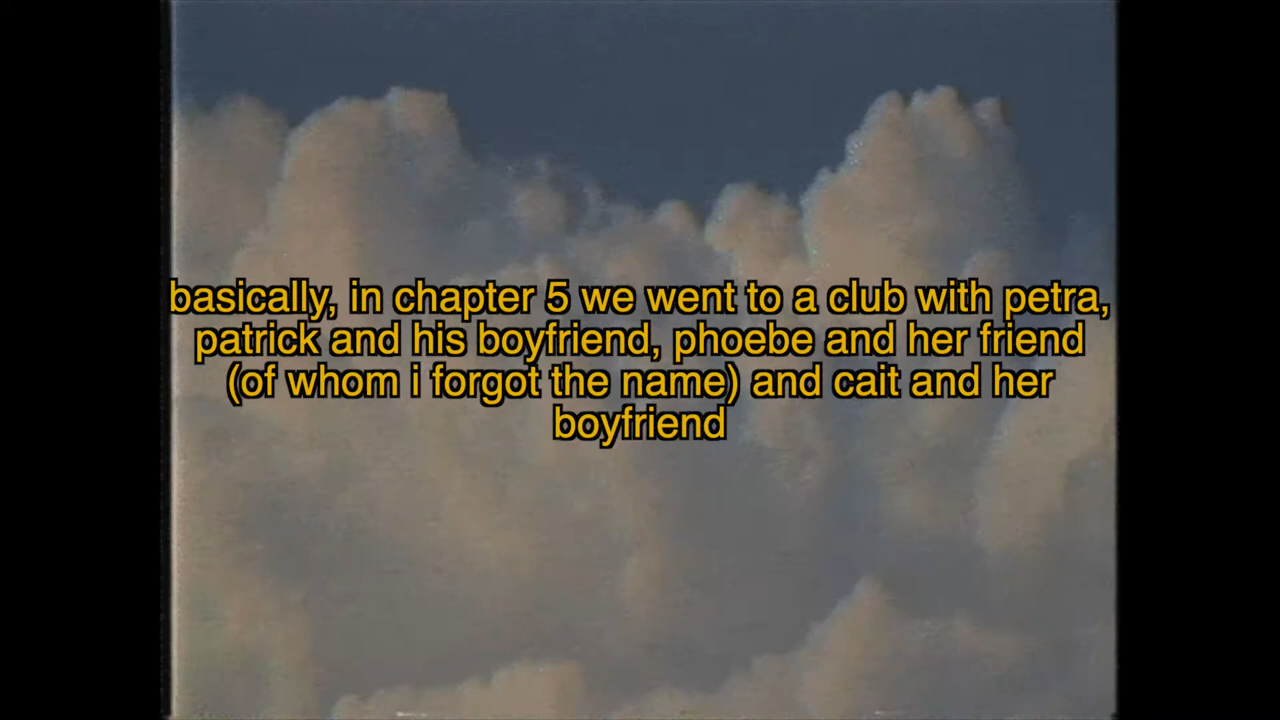 basically, in chapter 5 we went to a club with petra,
patrick and his boyfriend, phoebe and her friend
(of whom i forgot the name) and cait and her
boyfriend